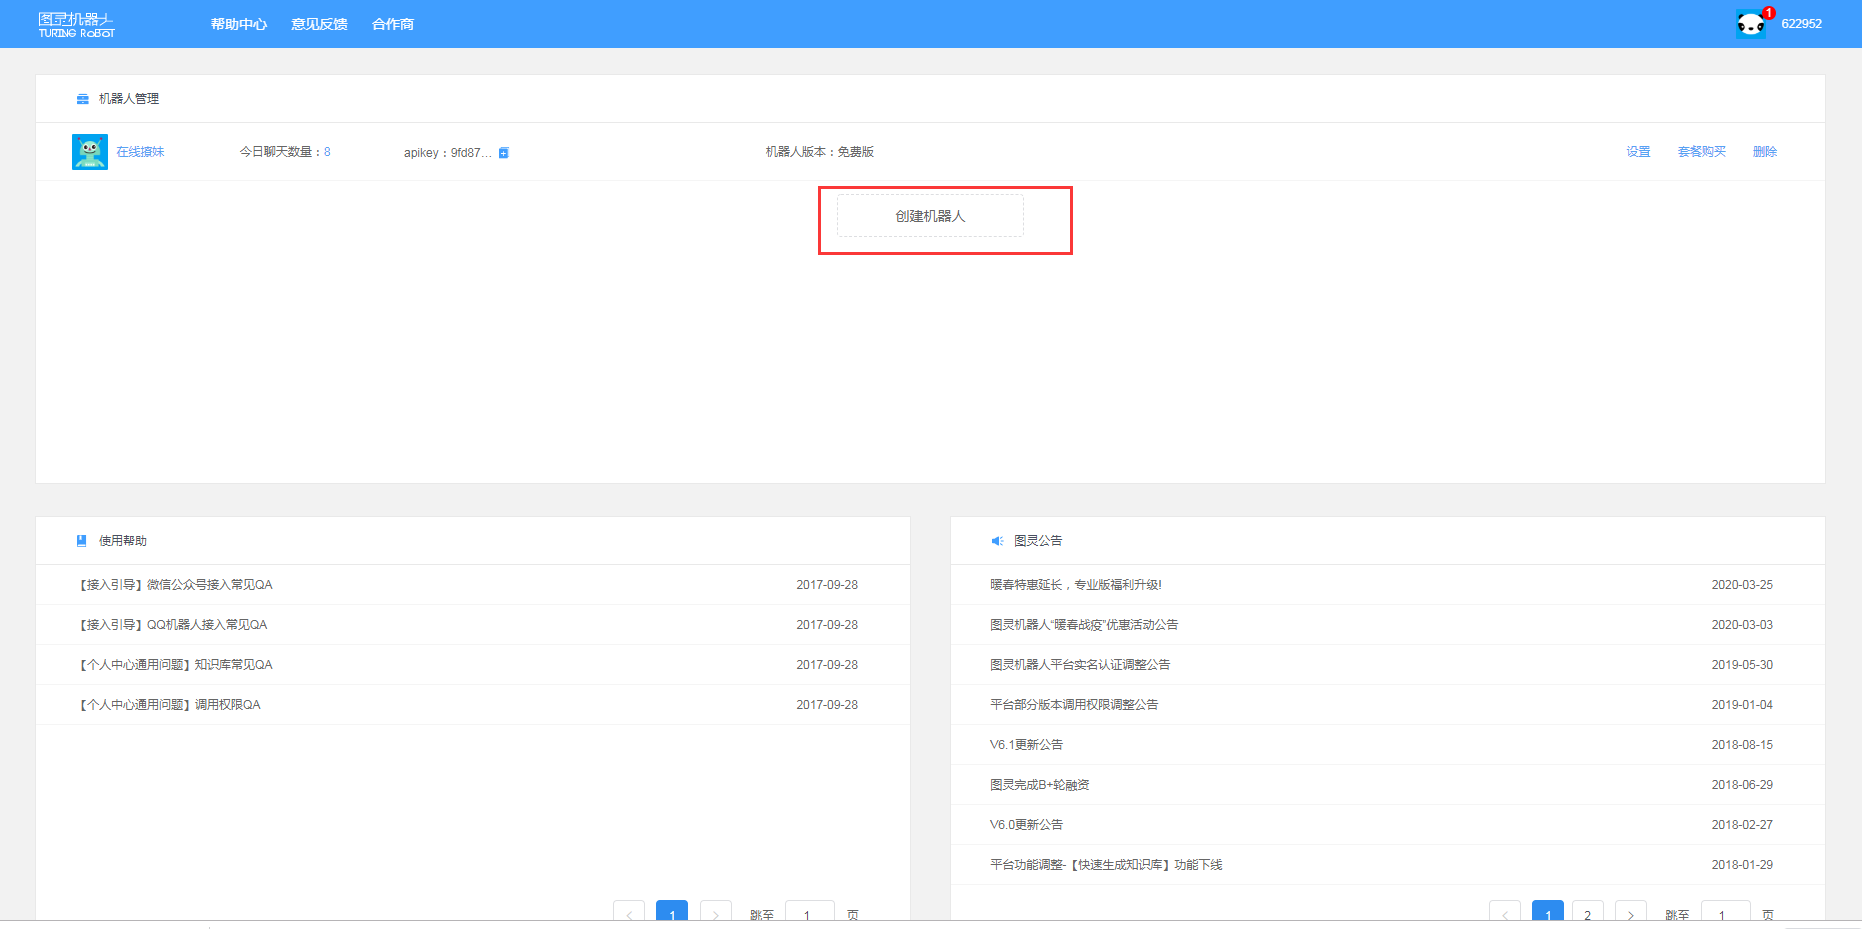 图灵机器人
TURING ROBOT
帮助中心 意见反馈 合作商
1
622952
机器人管理
在线撩妹 今日聊天数量：8 apikey：9fd87... 机器人版本：免费版 设置 套餐购买 删除
创建机器人
使用帮助
【接入引导】微信公众号接入常见QA 2017-09-28
【接入引导】QQ机器人接入常见QA 2017-09-28
【个人中心通用问题】知识库常见QA 2017-09-28
【个人中心通用问题】调用权限QA 2017-09-28
< 1 > 跳至 1 页
图灵公告
暖春特惠延长，专业版福利升级! 2020-03-25
图灵机器人“暖春战疫”优惠活动公告 2020-03-03
图灵机器人平台实名认证调整公告 2019-05-30
平台部分版本调用权限调整公告 2019-01-04
V6.1更新公告 2018-08-15
图灵完成B+轮融资 2018-06-29
V6.0更新公告 2018-02-27
平台功能调整-【快速生成知识库】功能下线 2018-01-29
< 1 2 > 跳至 1 页